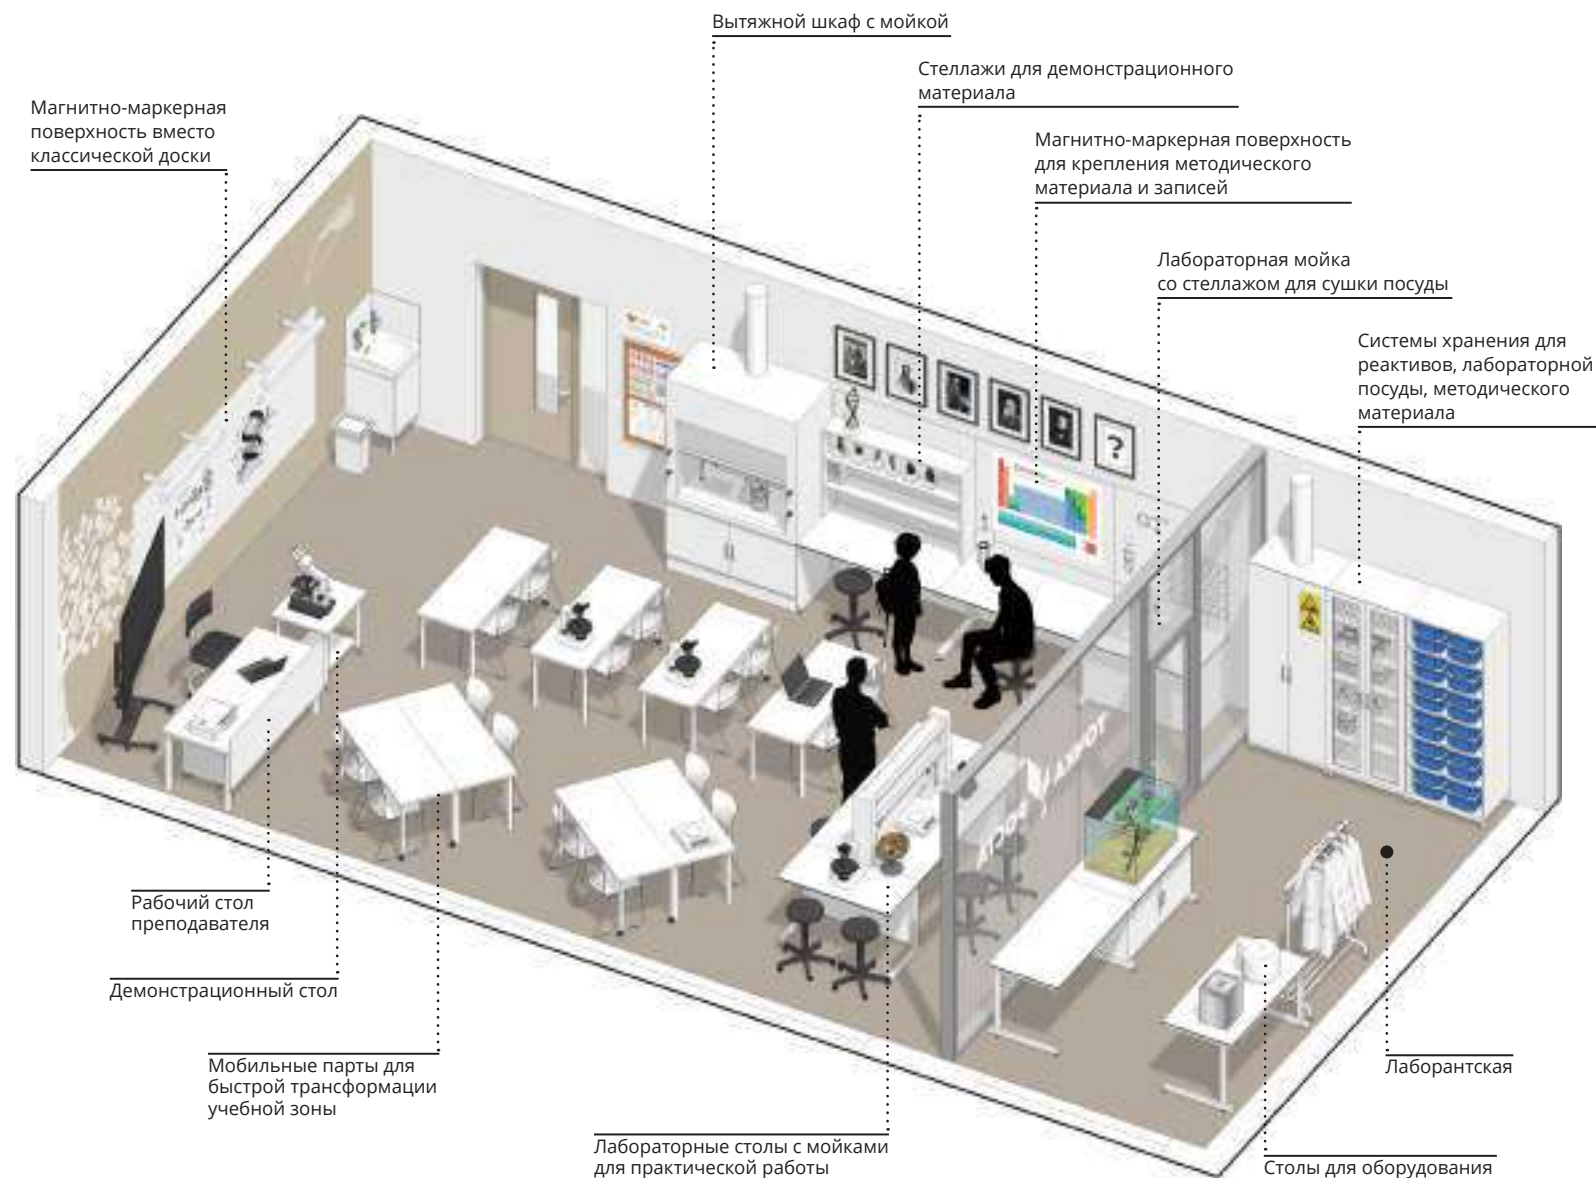 Вытяжной шкаф с мойкой
Стеллажи для демонстрационного
материала
Магнитно-маркерная
поверхность вместо
классической доски
Магнитно-маркерная поверхность
для крепления методического
материала и записей
Лабораторная мойка
со стеллажом для сушки посуды
Системы хранения для
реактивов, лабораторной
посуды, методического
материала
?
Рабочий стол
преподавателя
Демонстрационный стол
Мобильные парты для
быстрой трансформации
учебной зоны
Лабораторные столы с мойками
для практической работы
Лаборантская
Столы для оборудования